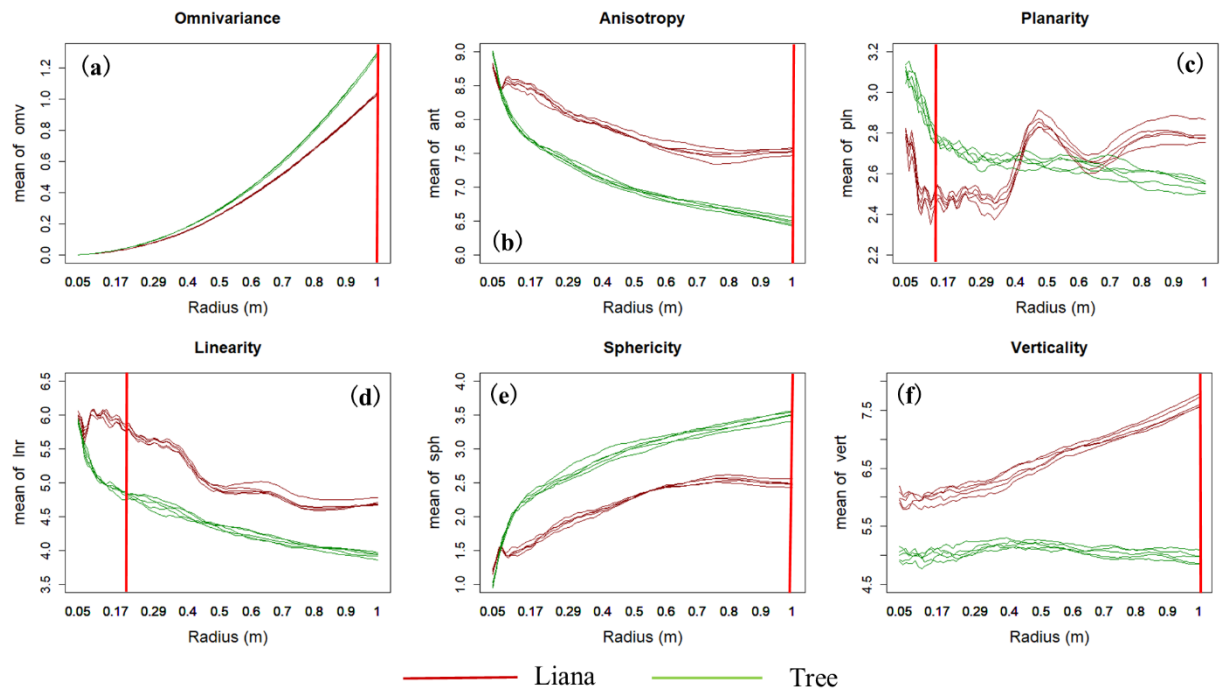 Omnivariance
(a)
mean of omv
0.0 0.2 0.4 0.6 0.8 1.0 1.2
0.05 0.17 0.29 0.4 0.5 0.6 0.7 0.8 0.9 1
Radius (m)
Anisotropy
(b)
mean of ant
6.0 6.5 7.0 7.5 8.0 8.5 9.0
0.05 0.17 0.29 0.4 0.5 0.6 0.7 0.8 0.9 1
Radius (m)
Planarity
(c)
mean of pln
2.2 2.4 2.6 2.8 3.0 3.2
0.05 0.17 0.29 0.4 0.5 0.6 0.7 0.8 0.9 1
Radius (m)
Linearity
(d)
mean of lnr
3.5 4.0 4.5 5.0 5.5 6.0 6.5
0.05 0.17 0.29 0.4 0.5 0.6 0.7 0.8 0.9 1
Radius (m)
Sphericity
(e)
mean of sph
1.0 1.5 2.0 2.5 3.0 3.5 4.0
0.05 0.17 0.29 0.4 0.5 0.6 0.7 0.8 0.9 1
Radius (m)
Verticality
(f)
mean of vert
4.5 5.5 6.5 7.5
0.05 0.17 0.29 0.4 0.5 0.6 0.7 0.8 0.9 1
Radius (m)
Liana
Tree